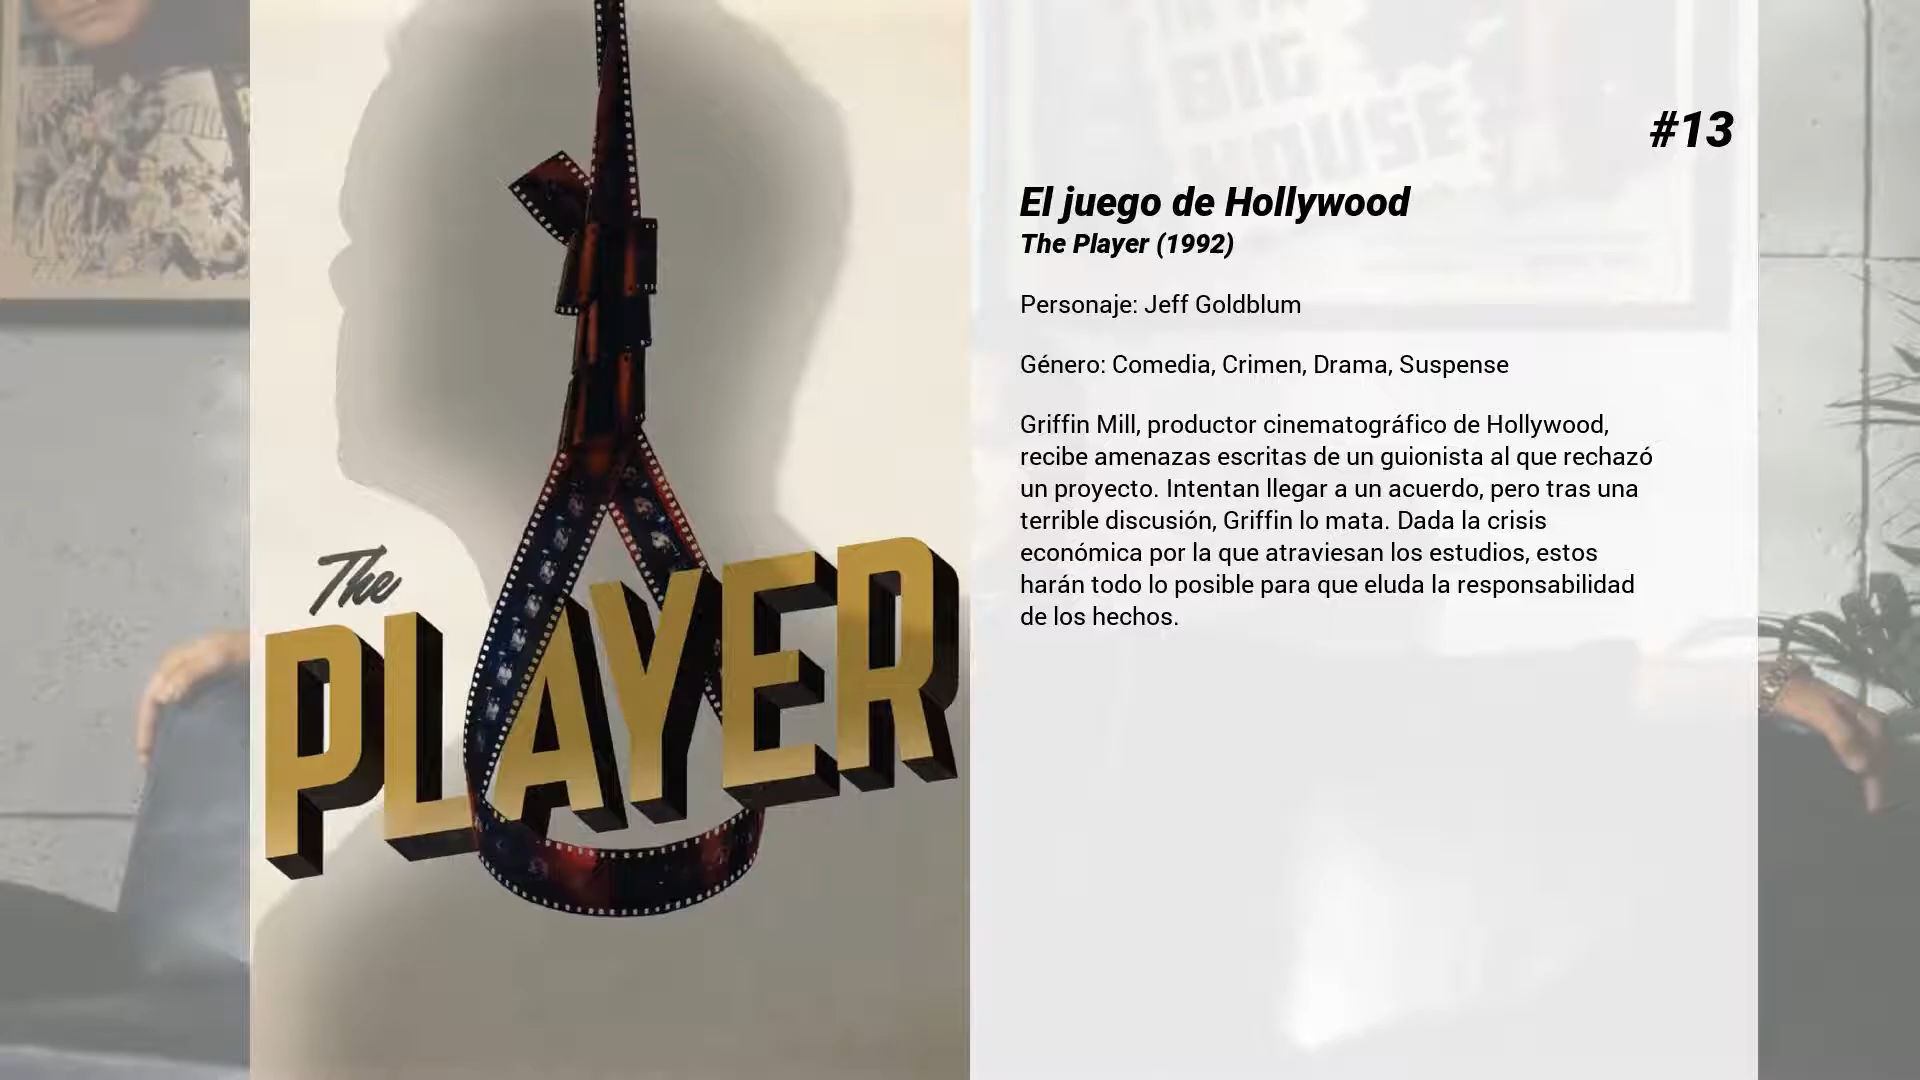 The
PLAYER
BIG
HOUSE
#13
El juego de Hollywood
The Player (1992)
Personaje: Jeff Goldblum
Género: Comedia, Crimen, Drama, Suspense
Griffin Mill, productor cinematográfico de Hollywood,
recibe amenazas escritas de un guionista al que rechazó
un proyecto. Intentan llegar a un acuerdo, pero tras una
terrible discusión, Griffin lo mata. Dada la crisis
económica por la que atraviesan los estudios, estos
harán todo lo posible para que eluda la responsabilidad
de los hechos.